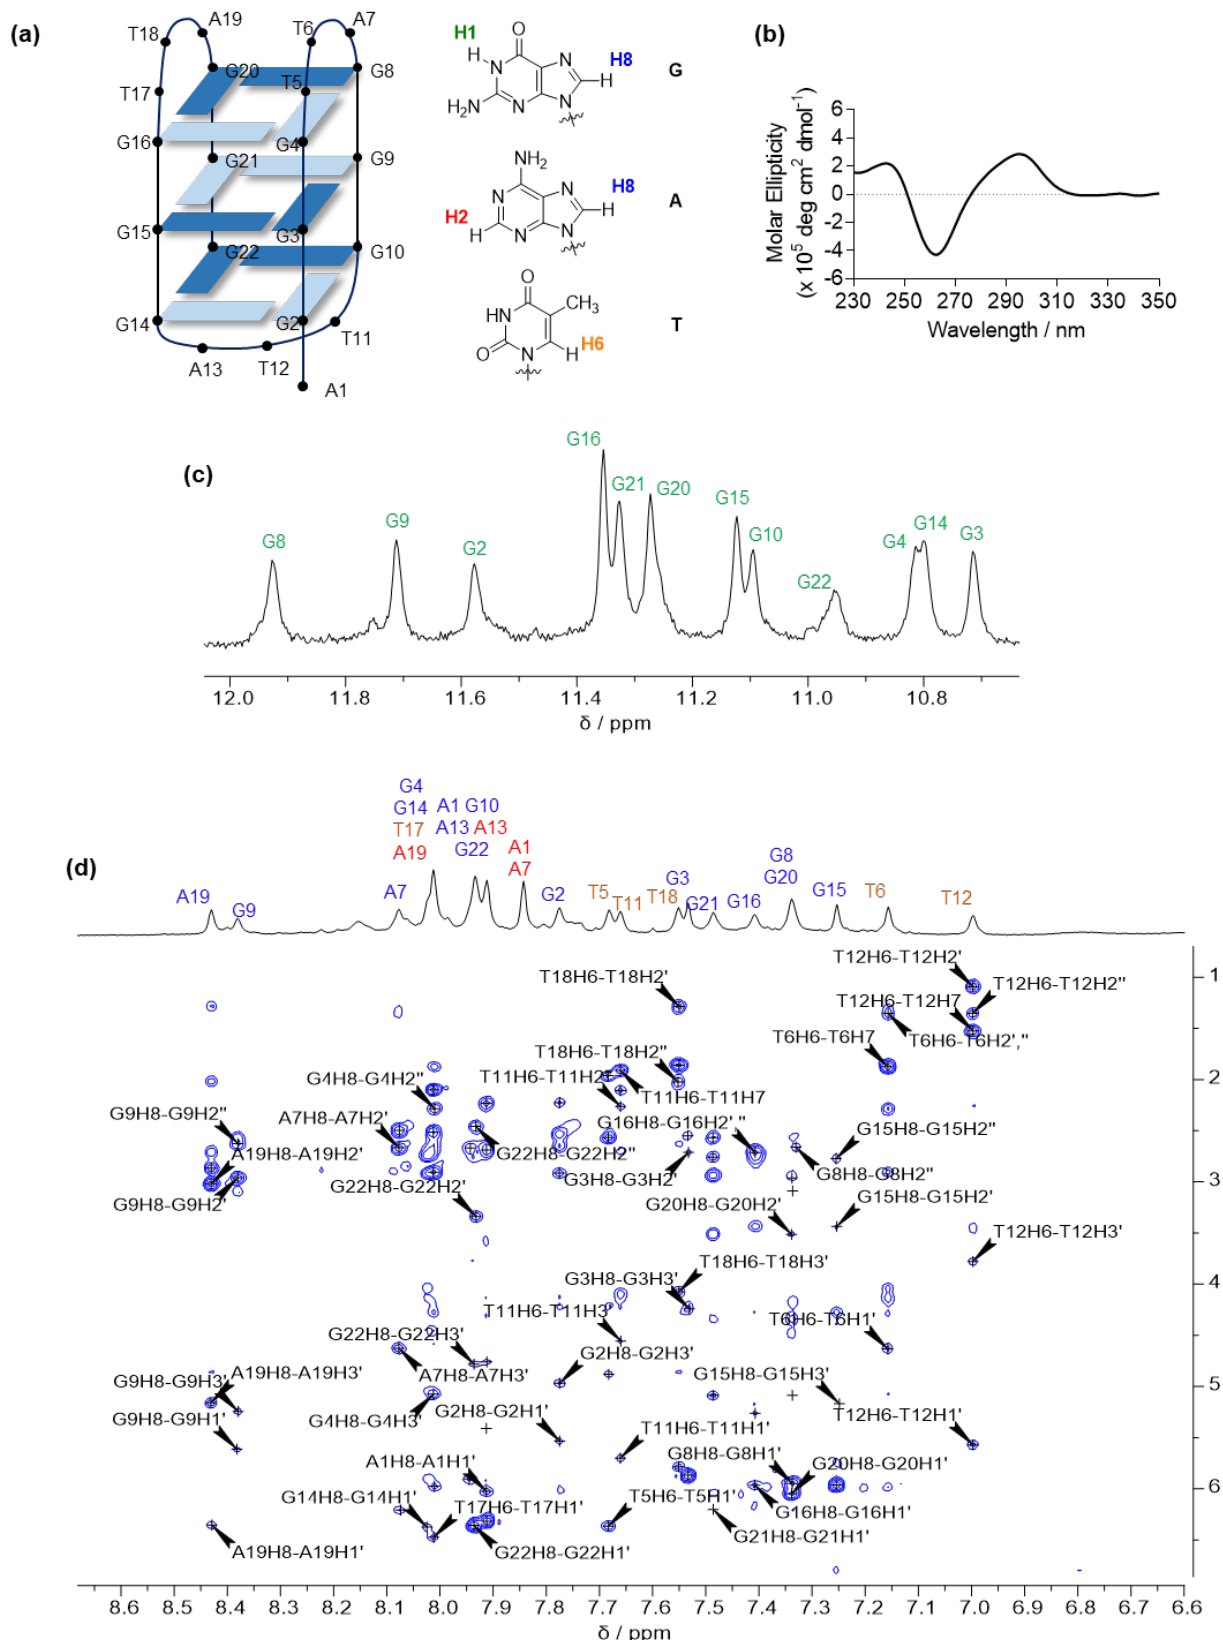 (a)
A19
A7
T18
T6
G20
G8
T5
T17
G16
G4
G21
G9
G15
G3
G22
G10
G14
G2
T11
A13
T12
A1
H1
O
H
N
N
H8
H
G
H₂N
N
N
NH₂
N
N
H8
H
A
H2
H
N
N
O
CH₃
HN
T
O
N
H
H6
(b)
Molar Ellipticity
(x 10⁵ deg cm² dmol⁻¹)
6
4
2
0
-2
-4
-6
230 250 270 290 310 330 350
Wavelength / nm
(c)
G16
G21
G20
G15
G14
G9
G10
G4
G3
G8
G2
G22
12.0 11.8 11.6 11.4 11.2 11.0 10.8
δ / ppm
(d)
G4
G14 A1 G10
T17 A13 A13
A19 G22 A1
A7
A19 G9 A7 G2 T5 T11 T18 G3 G21 G16 G8 G20 G15 T6 T12
T12H6-T12H2'
T18H6-T18H2'
T12H6-T12H2"
T12H6-T12H7
T6H6-T6H7
T6H6-T6H2',"
T18H6-T18H2"
G4H8-G4H2"
T11H6-T11H2"
T11H6-T11H7
G9H8-G9H2"
A7H8-A7H2'
G16H8-G16H2',"
G15H8-G15H2"
A19H8-A19H2'
G22H8-G22H2"
G3H8-G3H2'
G8H8-G8H2"
G9H8-G9H2'
G22H8-G22H2'
G20H8-G20H2'
G15H8-G15H2'
T12H6-T12H3'
T18H6-T18H3'
G3H8-G3H3'
T11H6-T11H3'
T6H6-T6H1'
G22H8-G22H3'
G2H8-G2H3'
A19H8-A19H3'
A7H8-A7H3'
G15H8-G15H3'
G9H8-G9H3'
G4H8-G4H3'
G2H8-G2H1'
T12H6-T12H1'
G9H8-G9H1'
T11H6-T11H1'
A1H8-A1H1'
G8H8-G8H1'
G20H8-G20H1'
G14H8-G14H1'
T17H6-T17H1'
T5H6-T5H1'
G16H8-G16H1'
A19H8-A19H1'
G22H8-G22H1'
G21H8-G21H1'
1
2
3
4
5
6
8.6 8.5 8.4 8.3 8.2 8.1 8.0 7.9 7.8 7.7 7.6 7.5 7.4 7.3 7.2 7.1 7.0 6.9 6.8 6.7 6.6
δ / ppm